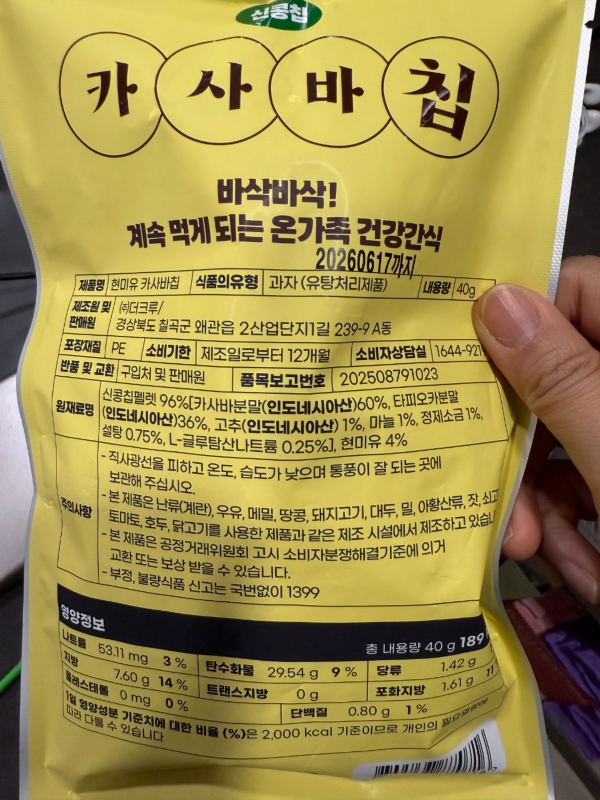 신콩칩
카사바칩
바삭바삭!
계속 먹게 되는 온가족 건강간식
20260617까지
제품명 현미유 카사바칩 식품의유형 과자 (유탕처리제품) 내용량 40g
제조원 및 판매원 ㈜더크루/
경상북도 칠곡군 왜관읍 2산업단지1길 239-9 A동
포장재질 PE 소비기한 제조일로부터 12개월 소비자상담실 1644-921
반품 및 교환 구입처 및 판매원 품목보고번호 202508791023
원재료명 신콩칩펠렛 96%[카사바분말(인도네시아산)60%, 타피오카분말
(인도네시아산)36%, 고추(인도네시아산) 1%, 마늘 1%, 정제소금 1%,
설탕 0.75%, L-글루탐산나트륨 0.25%], 현미유 4%
주의사항
- 직사광선을 피하고 온도, 습도가 낮으며 통풍이 잘 되는 곳에
보관해 주십시오.
- 본 제품은 난류(계란), 우유, 메밀, 땅콩, 돼지고기, 대두, 밀, 아황산류, 잣, 쇠고
토마토, 호두, 닭고기를 사용한 제품과 같은 제조 시설에서 제조하고 있습니
- 본 제품은 공정거래위원회 고시 소비자분쟁해결기준에 의거
교환 또는 보상 받을 수 있습니다.
- 부정, 불량식품 신고는 국번없이 1399
영양정보
총 내용량 40 g 189
나트륨 53.11 mg 3 % 탄수화물 29.54 g 9 % 당류 1.42 g
지방 7.60 g 14 % 트랜스지방 0 g 포화지방 1.61 g 11
콜레스테롤 0 mg 0 % 단백질 0.80 g 1 %
1일 영양성분 기준치에 대한 비율 (%)은 2,000 kcal 기준이므로 개인의 필요열량에
따라 다를 수 있습니다